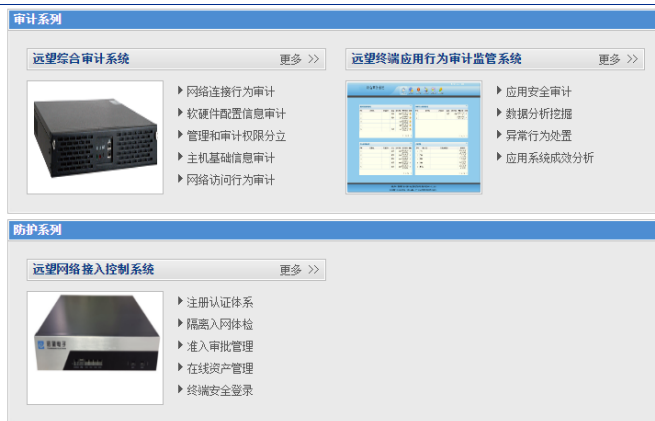 审计系列
远望综合审计系统
更多 >>
网络连接行为审计
软硬件配置信息审计
管理和审计权限分立
主机基础信息审计
网络访问行为审计
远望终端应用行为审计监管系统
更多 >>
应用安全审计
数据分析挖掘
异常行为处置
应用系统成效分析
防护系列
远望网络接入控制系统
更多 >>
注册认证体系
隔离入网体检
准入审批管理
在线资产管理
终端安全登录